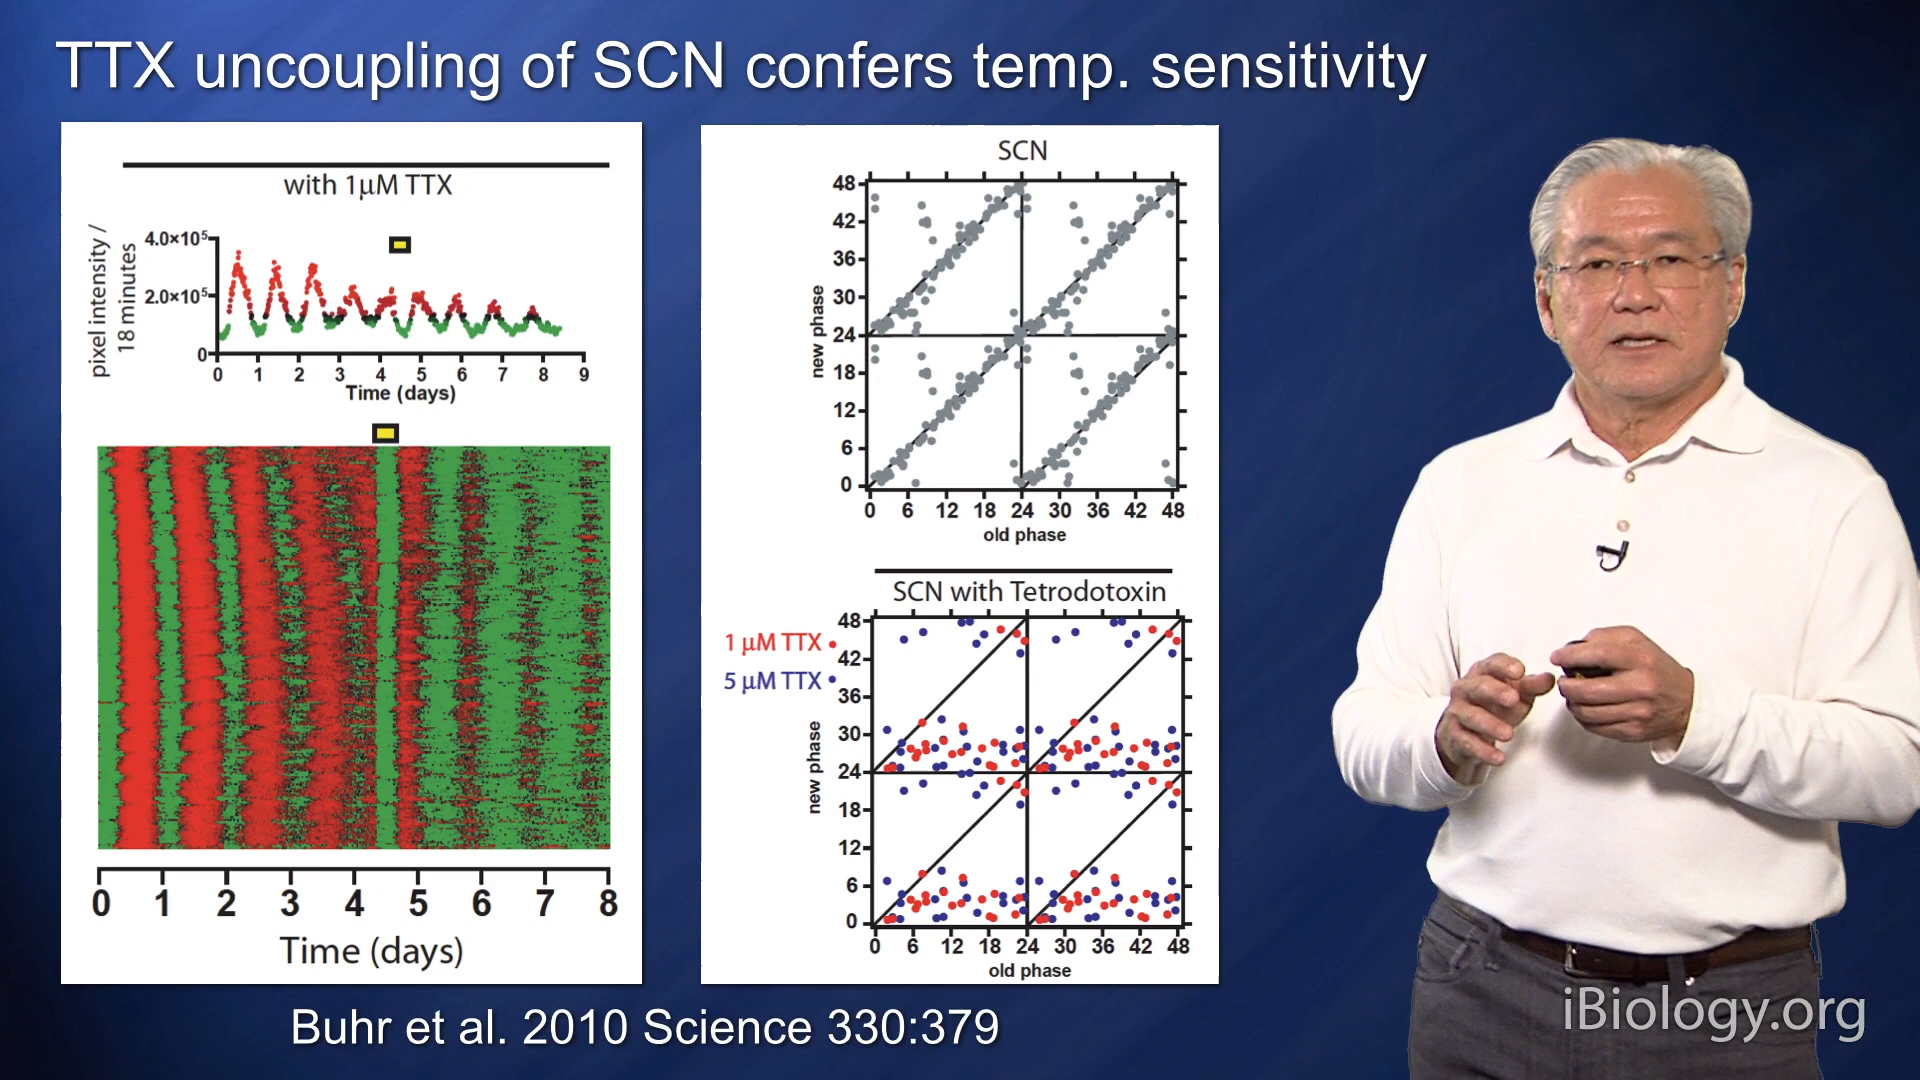 TTX uncoupling of SCN confers temp. sensitivity
with 1μM TTX
pixel intensity /
18 minutes
4.0×10⁵
2.0×10⁵
0
0 1 2 3 4 5 6 7 8 9
Time (days)
0 1 2 3 4 5 6 7 8
Time (days)
SCN
new phase
48
42
36
30
24
18
12
6
0
0 6 12 18 24 30 36 42 48
old phase
SCN with Tetrodotoxin
1 μM TTX
5 μM TTX
new phase
48
42
36
30
24
18
12
6
0
0 6 12 18 24 30 36 42 48
old phase
Buhr et al. 2010 Science 330:379
iBiology.org